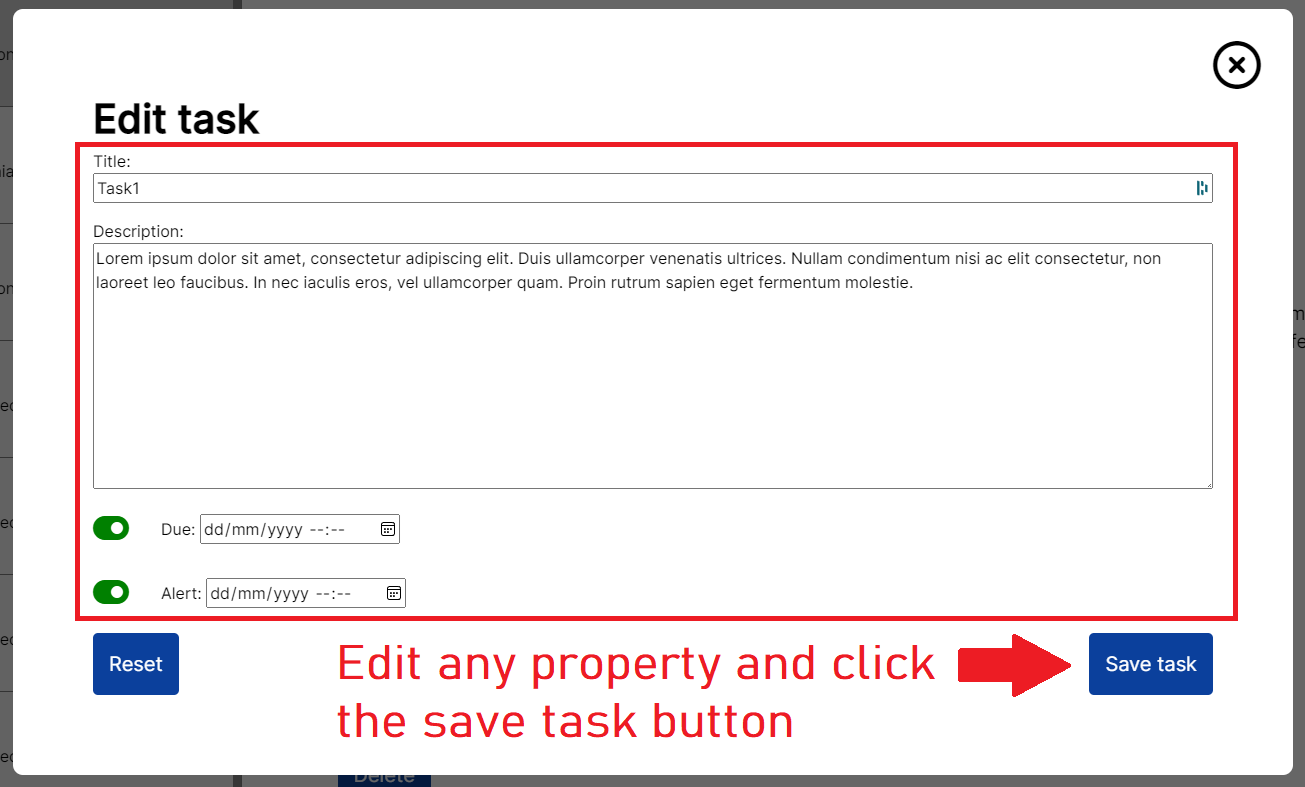 Edit task
Title:
Task1
Description:
Lorem ipsum dolor sit amet, consectetur adipiscing elit. Duis ullamcorper venenatis ultrices. Nullam condimentum nisi ac elit consectetur, non
laoreet leo faucibus. In nec iaculis eros, vel ullamcorper quam. Proin rutrum sapien eget fermentum molestie.
Due: dd/mm/yyyy --:--
Alert: dd/mm/yyyy --:--
Reset
Edit any property and click
the save task button
Save task
Delete